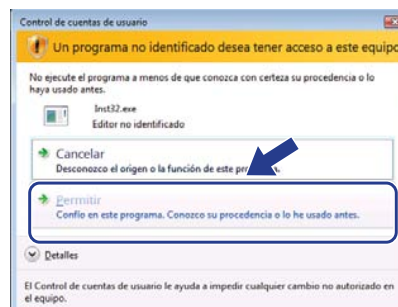 Control de cuentas de usuario
Un programa no identificado desea tener acceso a este equipo
No ejecute el programa a menos de que conozca con certeza su procedencia o lo
haya usado antes.
Inst32.exe
Editor no identificado
Cancelar
Desconozco el origen o la función de este programa.
Permitir
Confío en este programa. Conozco su procedencia o lo he usado antes.
Detalles
El Control de cuentas de usuario le ayuda a impedir cualquier cambio no autorizado en
el equipo.